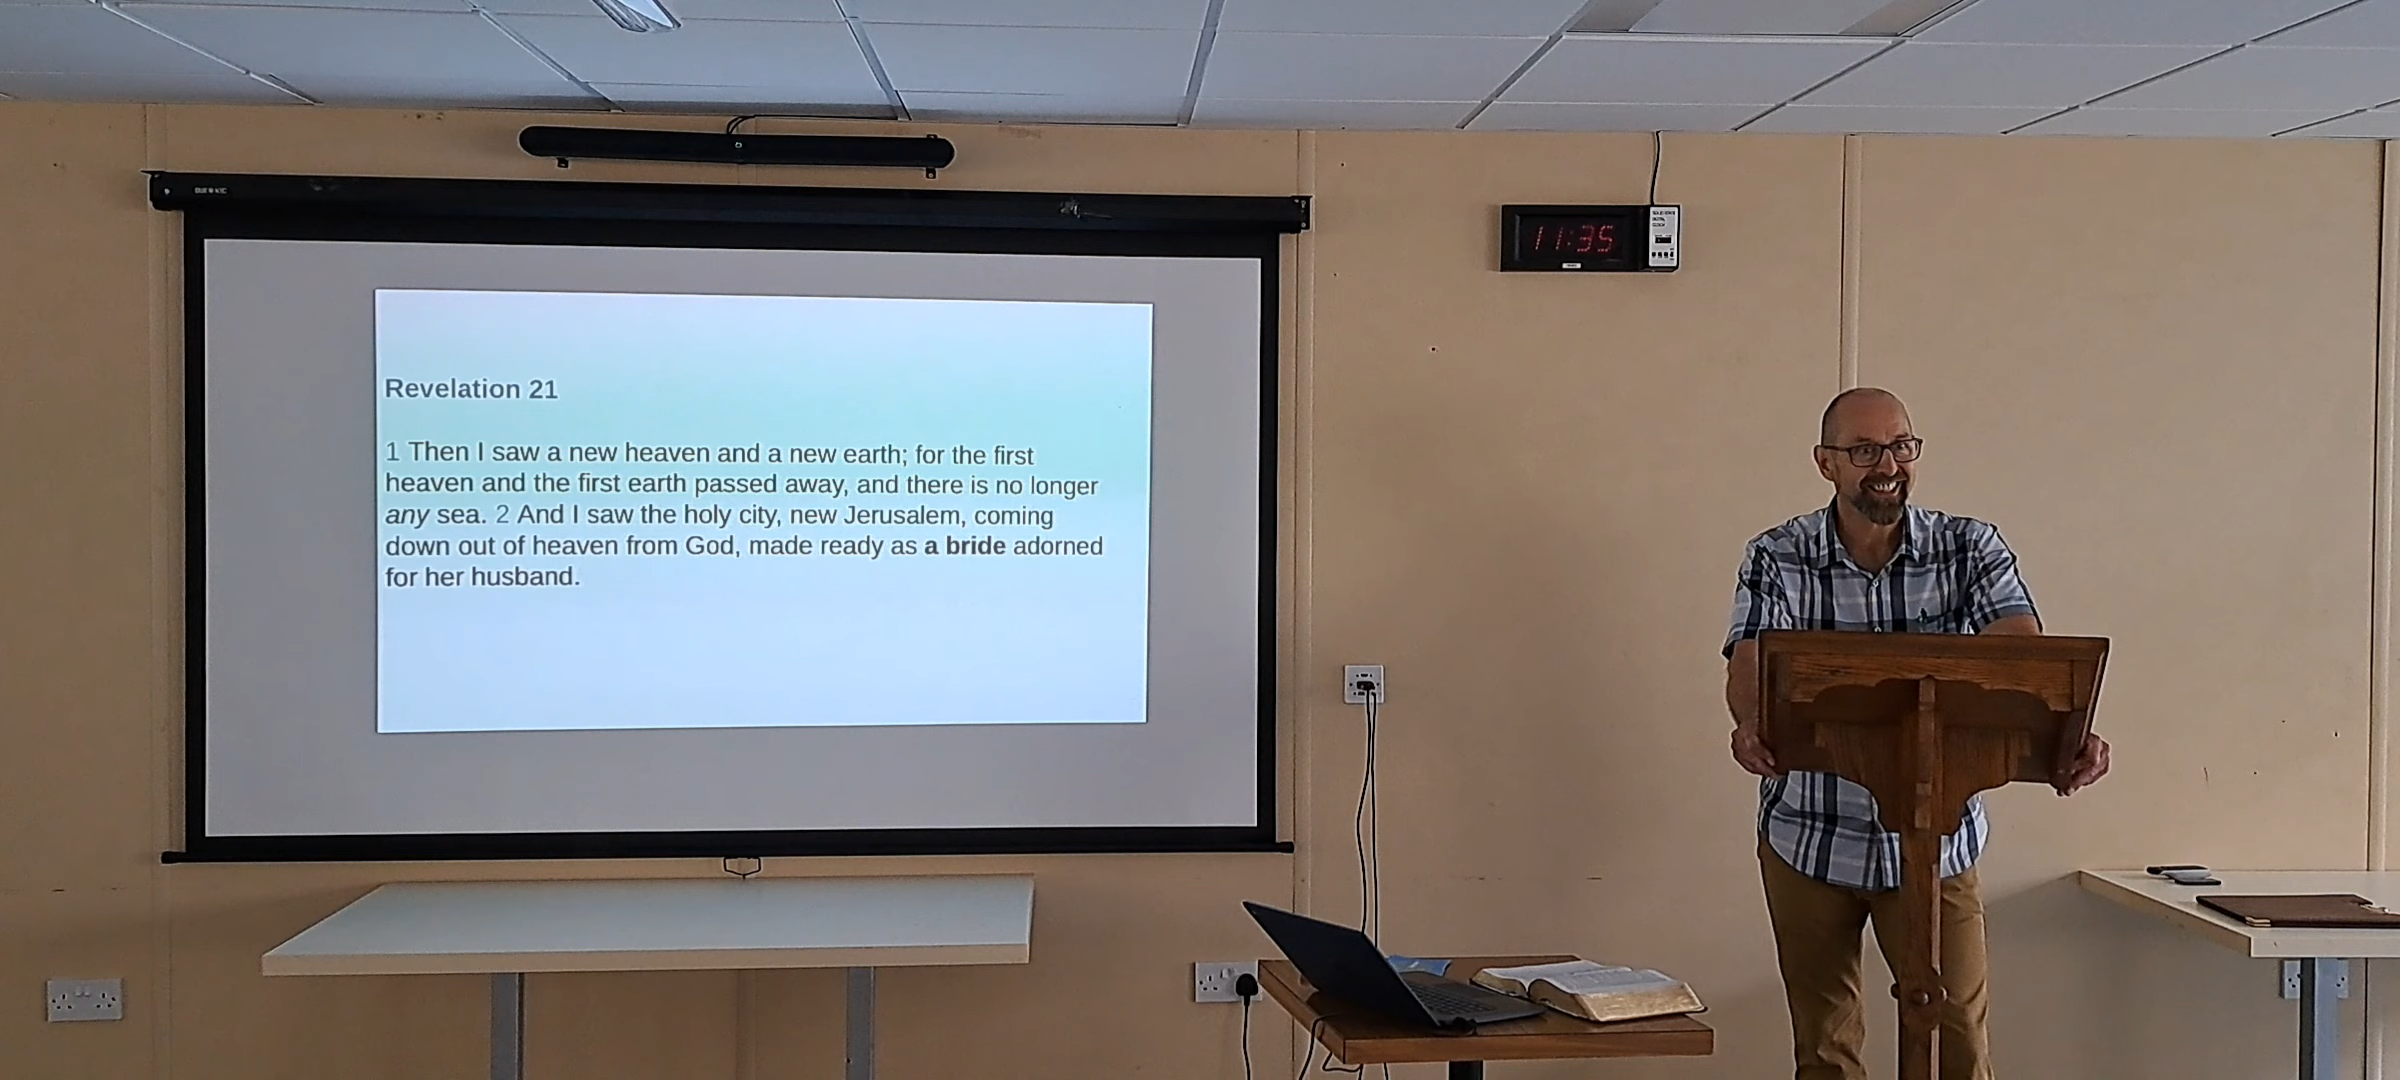 11:35
Revelation 21
1 Then I saw a new heaven and a new earth; for the first
heaven and the first earth passed away, and there is no longer
any sea. 2 And I saw the holy city, new Jerusalem, coming
down out of heaven from God, made ready as a bride adorned
for her husband.